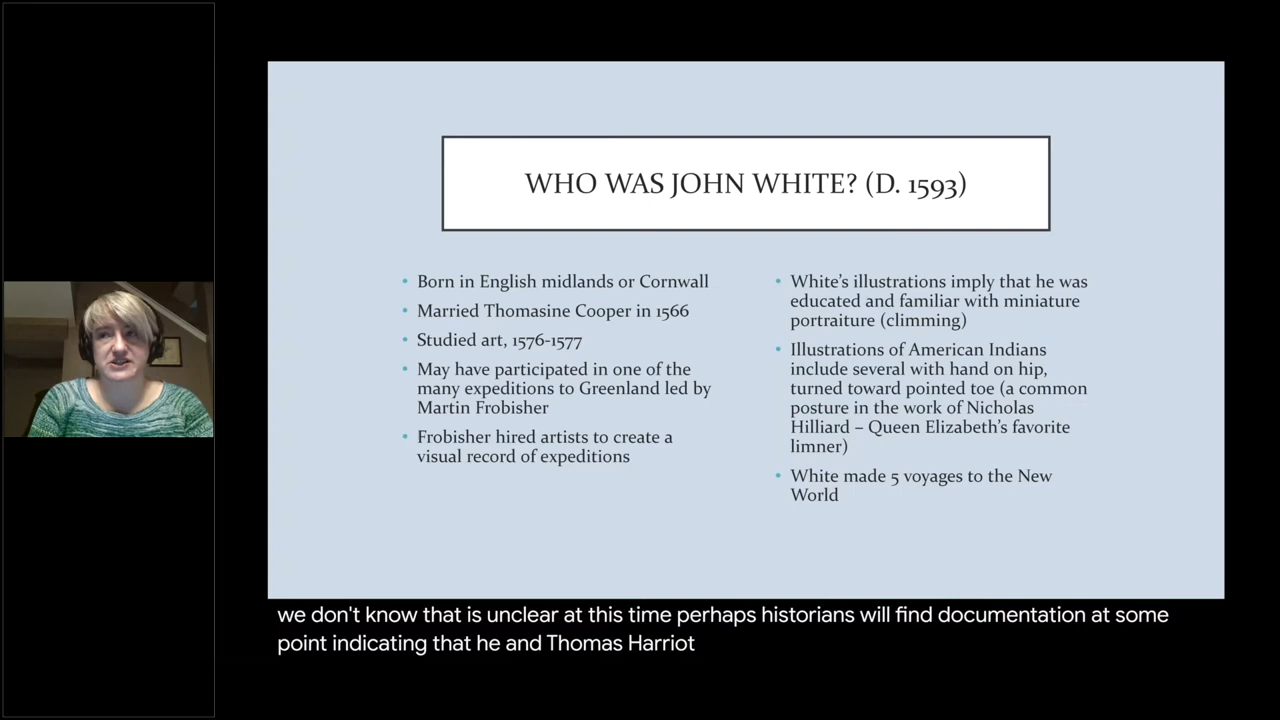 WHO WAS JOHN WHITE? (D. 1593)
• Born in English midlands or Cornwall
• Married Thomasine Cooper in 1566
• Studied art, 1576-1577
• May have participated in one of the
many expeditions to Greenland led by
Martin Frobisher
• Frobisher hired artists to create a
visual record of expeditions
• White’s illustrations imply that he was
educated and familiar with miniature
portraiture (climming)
• Illustrations of American Indians
include several with hand on hip,
turned toward pointed toe (a common
posture in the work of Nicholas
Hilliard – Queen Elizabeth’s favorite
limner)
• White made 5 voyages to the New
World
we don't know that is unclear at this time perhaps historians will find documentation at some
point indicating that he and Thomas Harriot